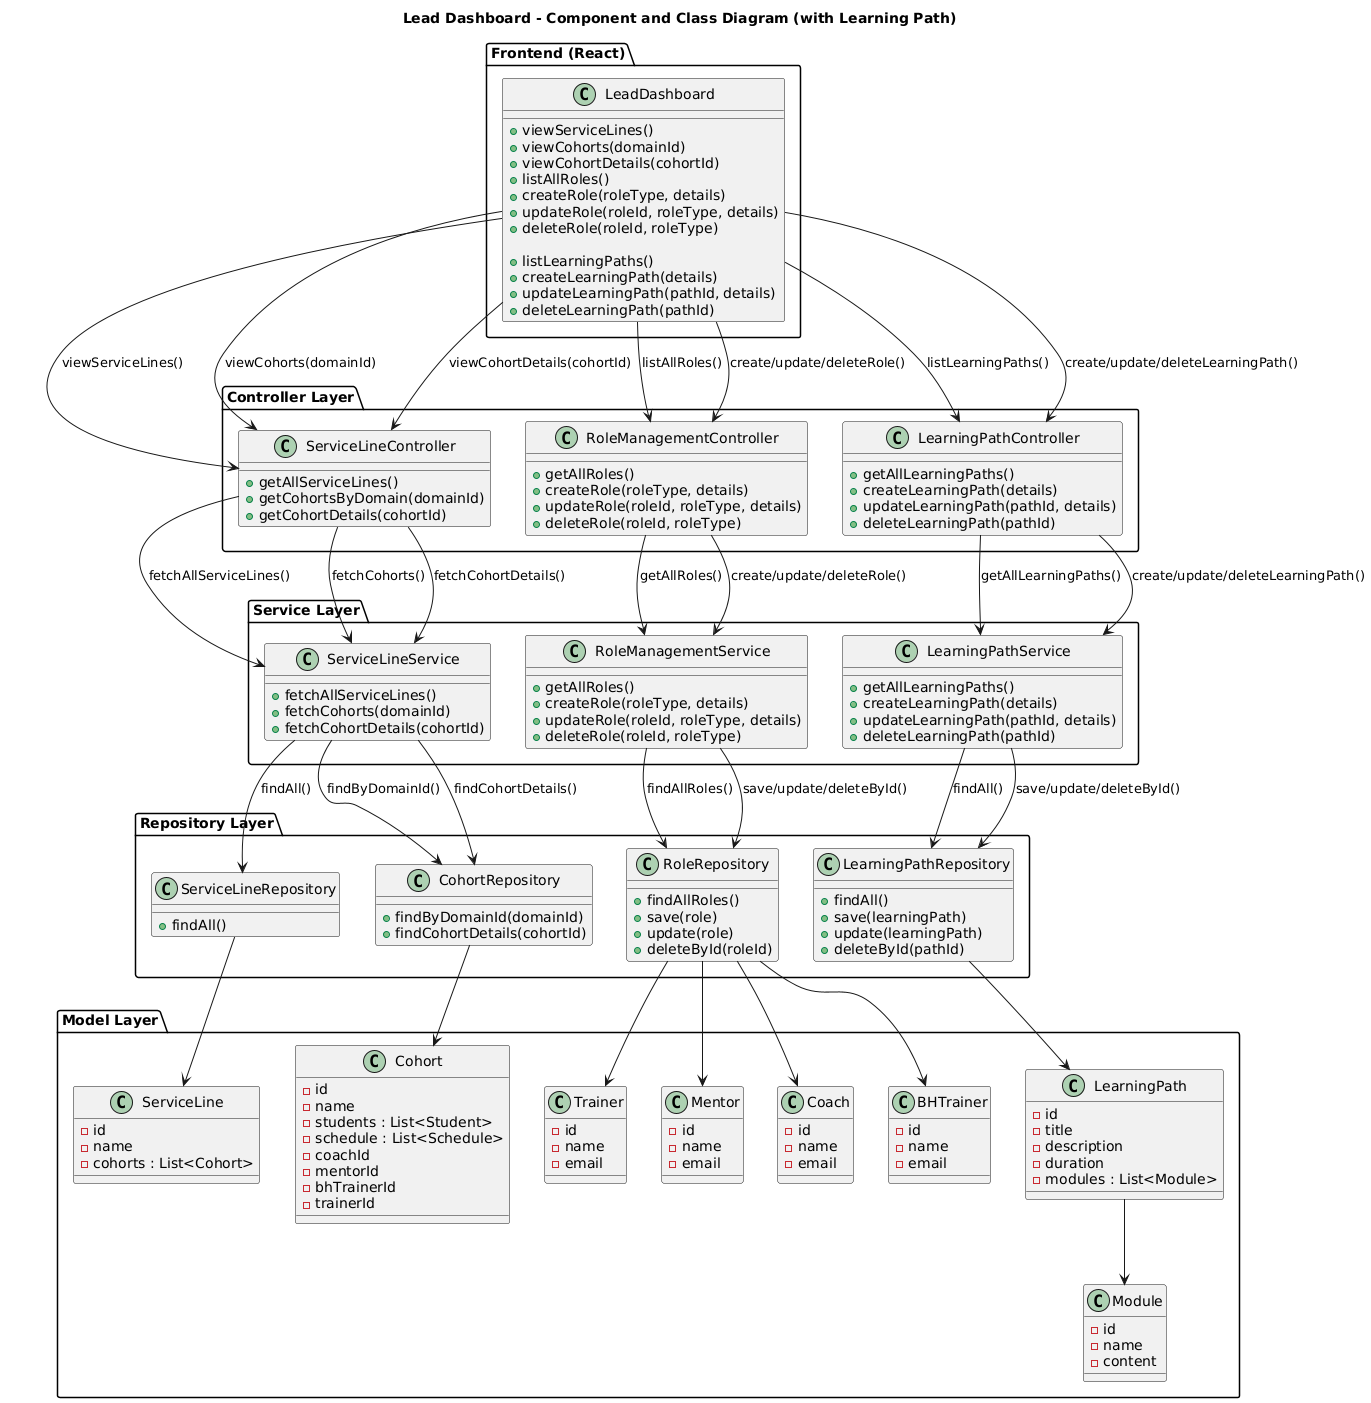 Lead Dashboard - Component and Class Diagram (with Learning Path)
Frontend (React)
C LeadDashboard
viewServiceLines()
viewCohorts(domainId)
viewCohortDetails(cohortId)
listAllRoles()
createRole(roleType, details)
updateRole(roleId, roleType, details)
deleteRole(roleId, roleType)
listLearningPaths()
createLearningPath(details)
updateLearningPath(pathId, details)
deleteLearningPath(pathId)
viewServiceLines()
viewCohorts(domainId)
viewCohortDetails(cohortId)
listAllRoles()
create/update/deleteRole()
listLearningPaths()
create/update/deleteLearningPath()
Controller Layer
C ServiceLineController
getAllServiceLines()
getCohortsByDomain(domainId)
getCohortDetails(cohortId)
C RoleManagementController
getAllRoles()
createRole(roleType, details)
updateRole(roleId, roleType, details)
deleteRole(roleId, roleType)
C LearningPathController
getAllLearningPaths()
createLearningPath(details)
updateLearningPath(pathId, details)
deleteLearningPath(pathId)
fetchAllServiceLines()
fetchCohorts()
fetchCohortDetails()
getAllRoles()
create/update/deleteRole()
getAllLearningPaths()
create/update/deleteLearningPath()
Service Layer
C ServiceLineService
fetchAllServiceLines()
fetchCohorts(domainId)
fetchCohortDetails(cohortId)
C RoleManagementService
getAllRoles()
createRole(roleType, details)
updateRole(roleId, roleType, details)
deleteRole(roleId, roleType)
C LearningPathService
getAllLearningPaths()
createLearningPath(details)
updateLearningPath(pathId, details)
deleteLearningPath(pathId)
findAll()
findByDomainId()
findCohortDetails()
findAllRoles()
save/update/deleteById()
findAll()
save/update/deleteById()
Repository Layer
C ServiceLineRepository
findAll()
C CohortRepository
findByDomainId(domainId)
findCohortDetails(cohortId)
C RoleRepository
findAllRoles()
save(role)
update(role)
deleteById(roleId)
C LearningPathRepository
findAll()
save(learningPath)
update(learningPath)
deleteById(pathId)
Model Layer
C ServiceLine
id
name
cohorts : List<Cohort>
C Cohort
id
name
students : List<Student>
schedule : List<Schedule>
coachId
mentorId
bhTrainerId
trainerId
C Trainer
id
name
email
C Mentor
id
name
email
C Coach
id
name
email
C BHTrainer
id
name
email
C LearningPath
id
title
description
duration
modules : List<Module>
C Module
id
name
content